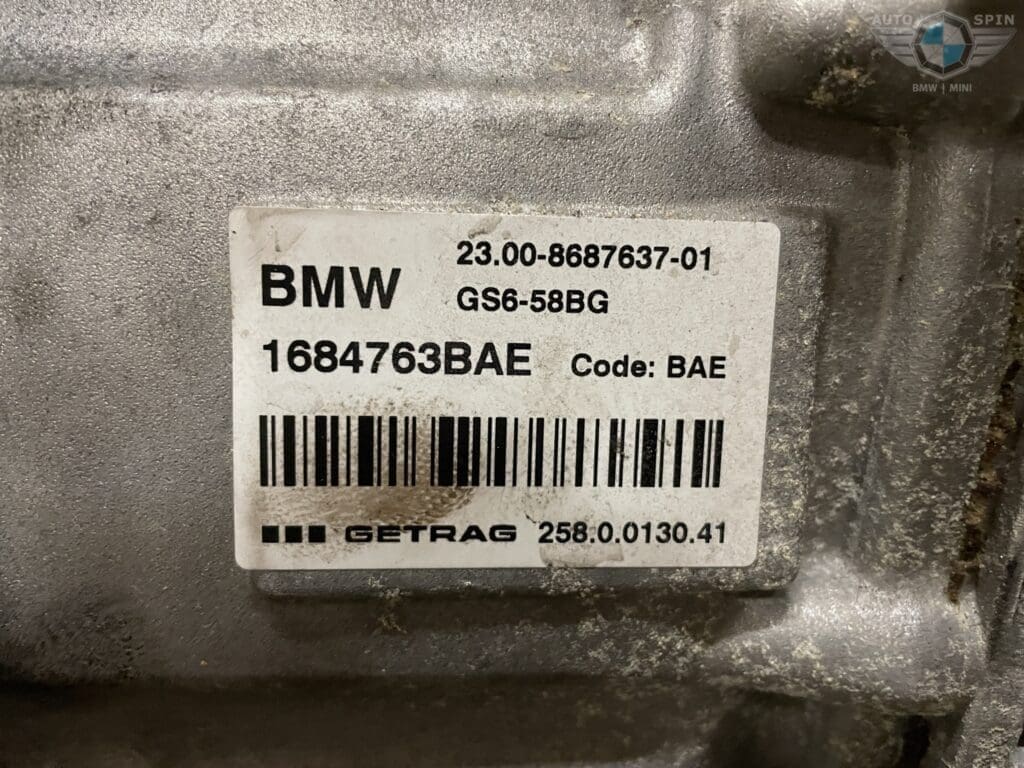 AUTO SPIN
BMW | MINI
23.00-8687637-01
BMW
GS6-58BG
1684763BAE Code: BAE
GETRAG 258.0.0130.41